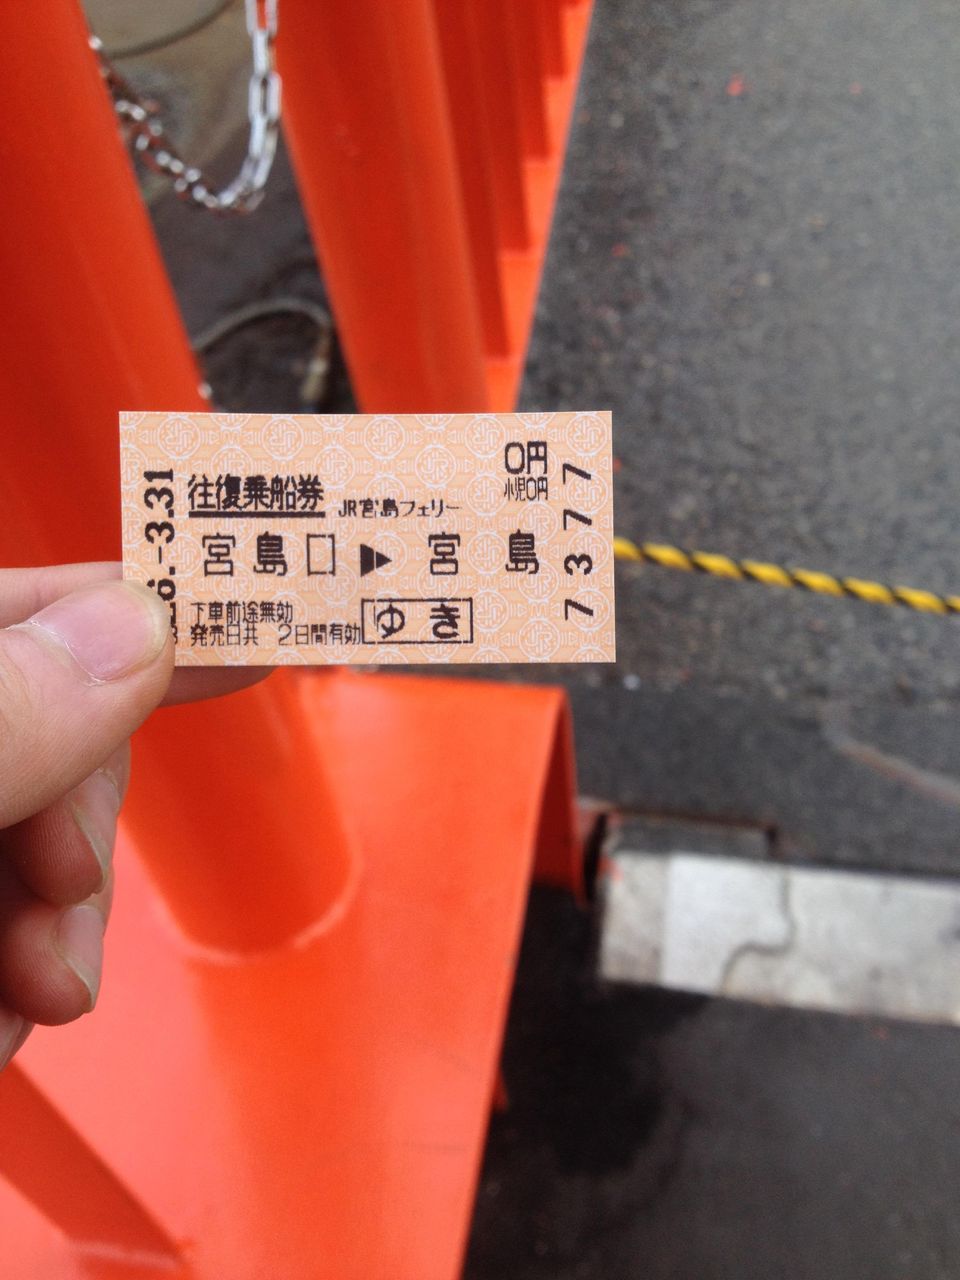 往復乗船券 JR宮島フェリー
0円
小児0円
宮島口▶宮島
下車前途無効
発売日共 2日間有効
ゆき
-3.31
73777